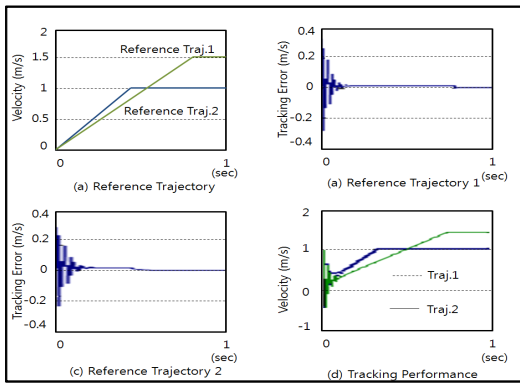 Velocity (m/s)
2
1.5
1
0.5
0
Reference Traj.1
Reference Traj.2
0
1
(sec)
(a) Reference Trajectory
Tracking Error (m/s)
0.4
0.2
0
-0.2
-0.4
0
1
(sec)
(a) Reference Trajectory 1
Tracking Error (m/s)
0.4
0.2
0
-0.2
-0.4
0
1
(sec)
(c) Reference Trajectory 2
Velocity (m/s)
2
1
0
-1
Traj.1
Traj.2
0
1
(sec)
(d) Tracking Performance